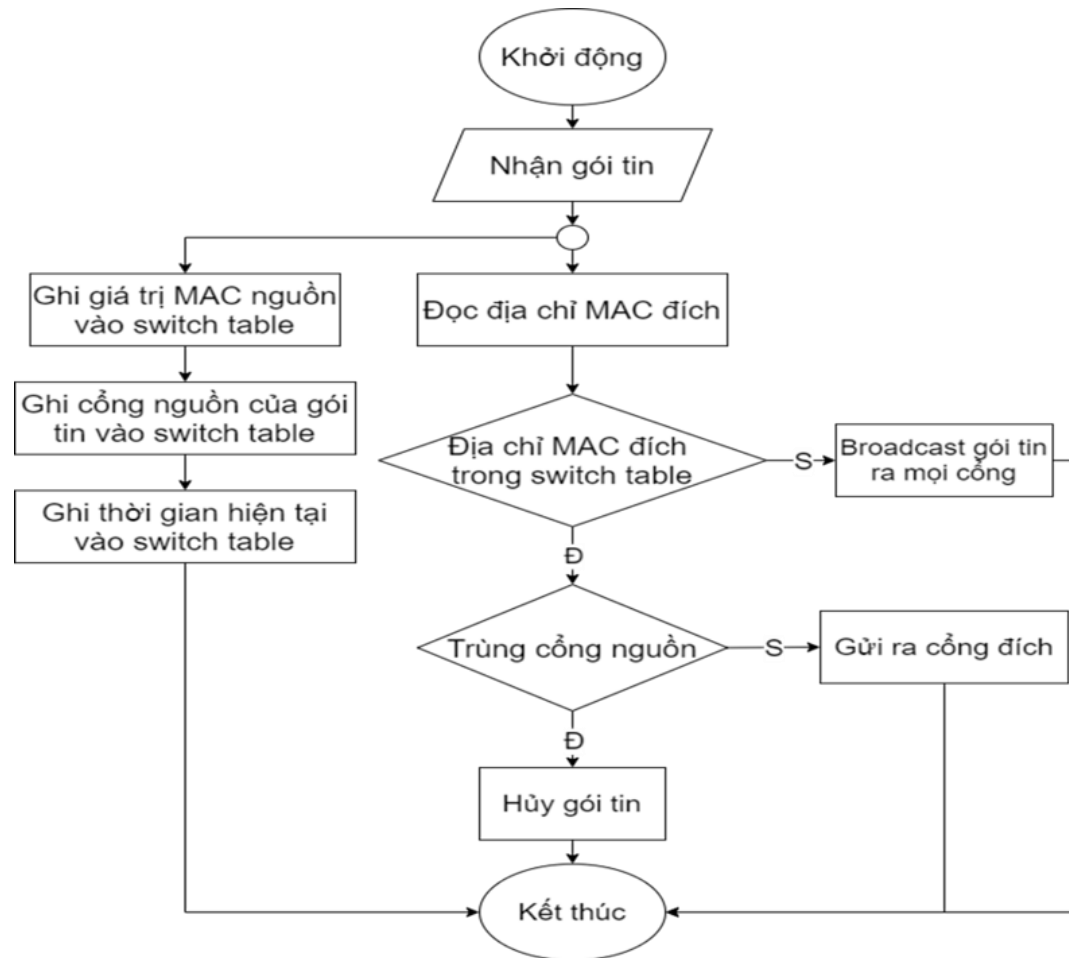 Khởi động
Nhận gói tin
Ghi giá trị MAC nguồn
vào switch table
Đọc địa chỉ MAC đích
Ghi cổng nguồn của gói
tin vào switch table
Địa chỉ MAC đích
trong switch table
S
Broadcast gói tin
ra mọi cổng
Ghi thời gian hiện tại
vào switch table
Đ
Trùng cổng nguồn
S
Gửi ra cổng đích
Đ
Hủy gói tin
Kết thúc